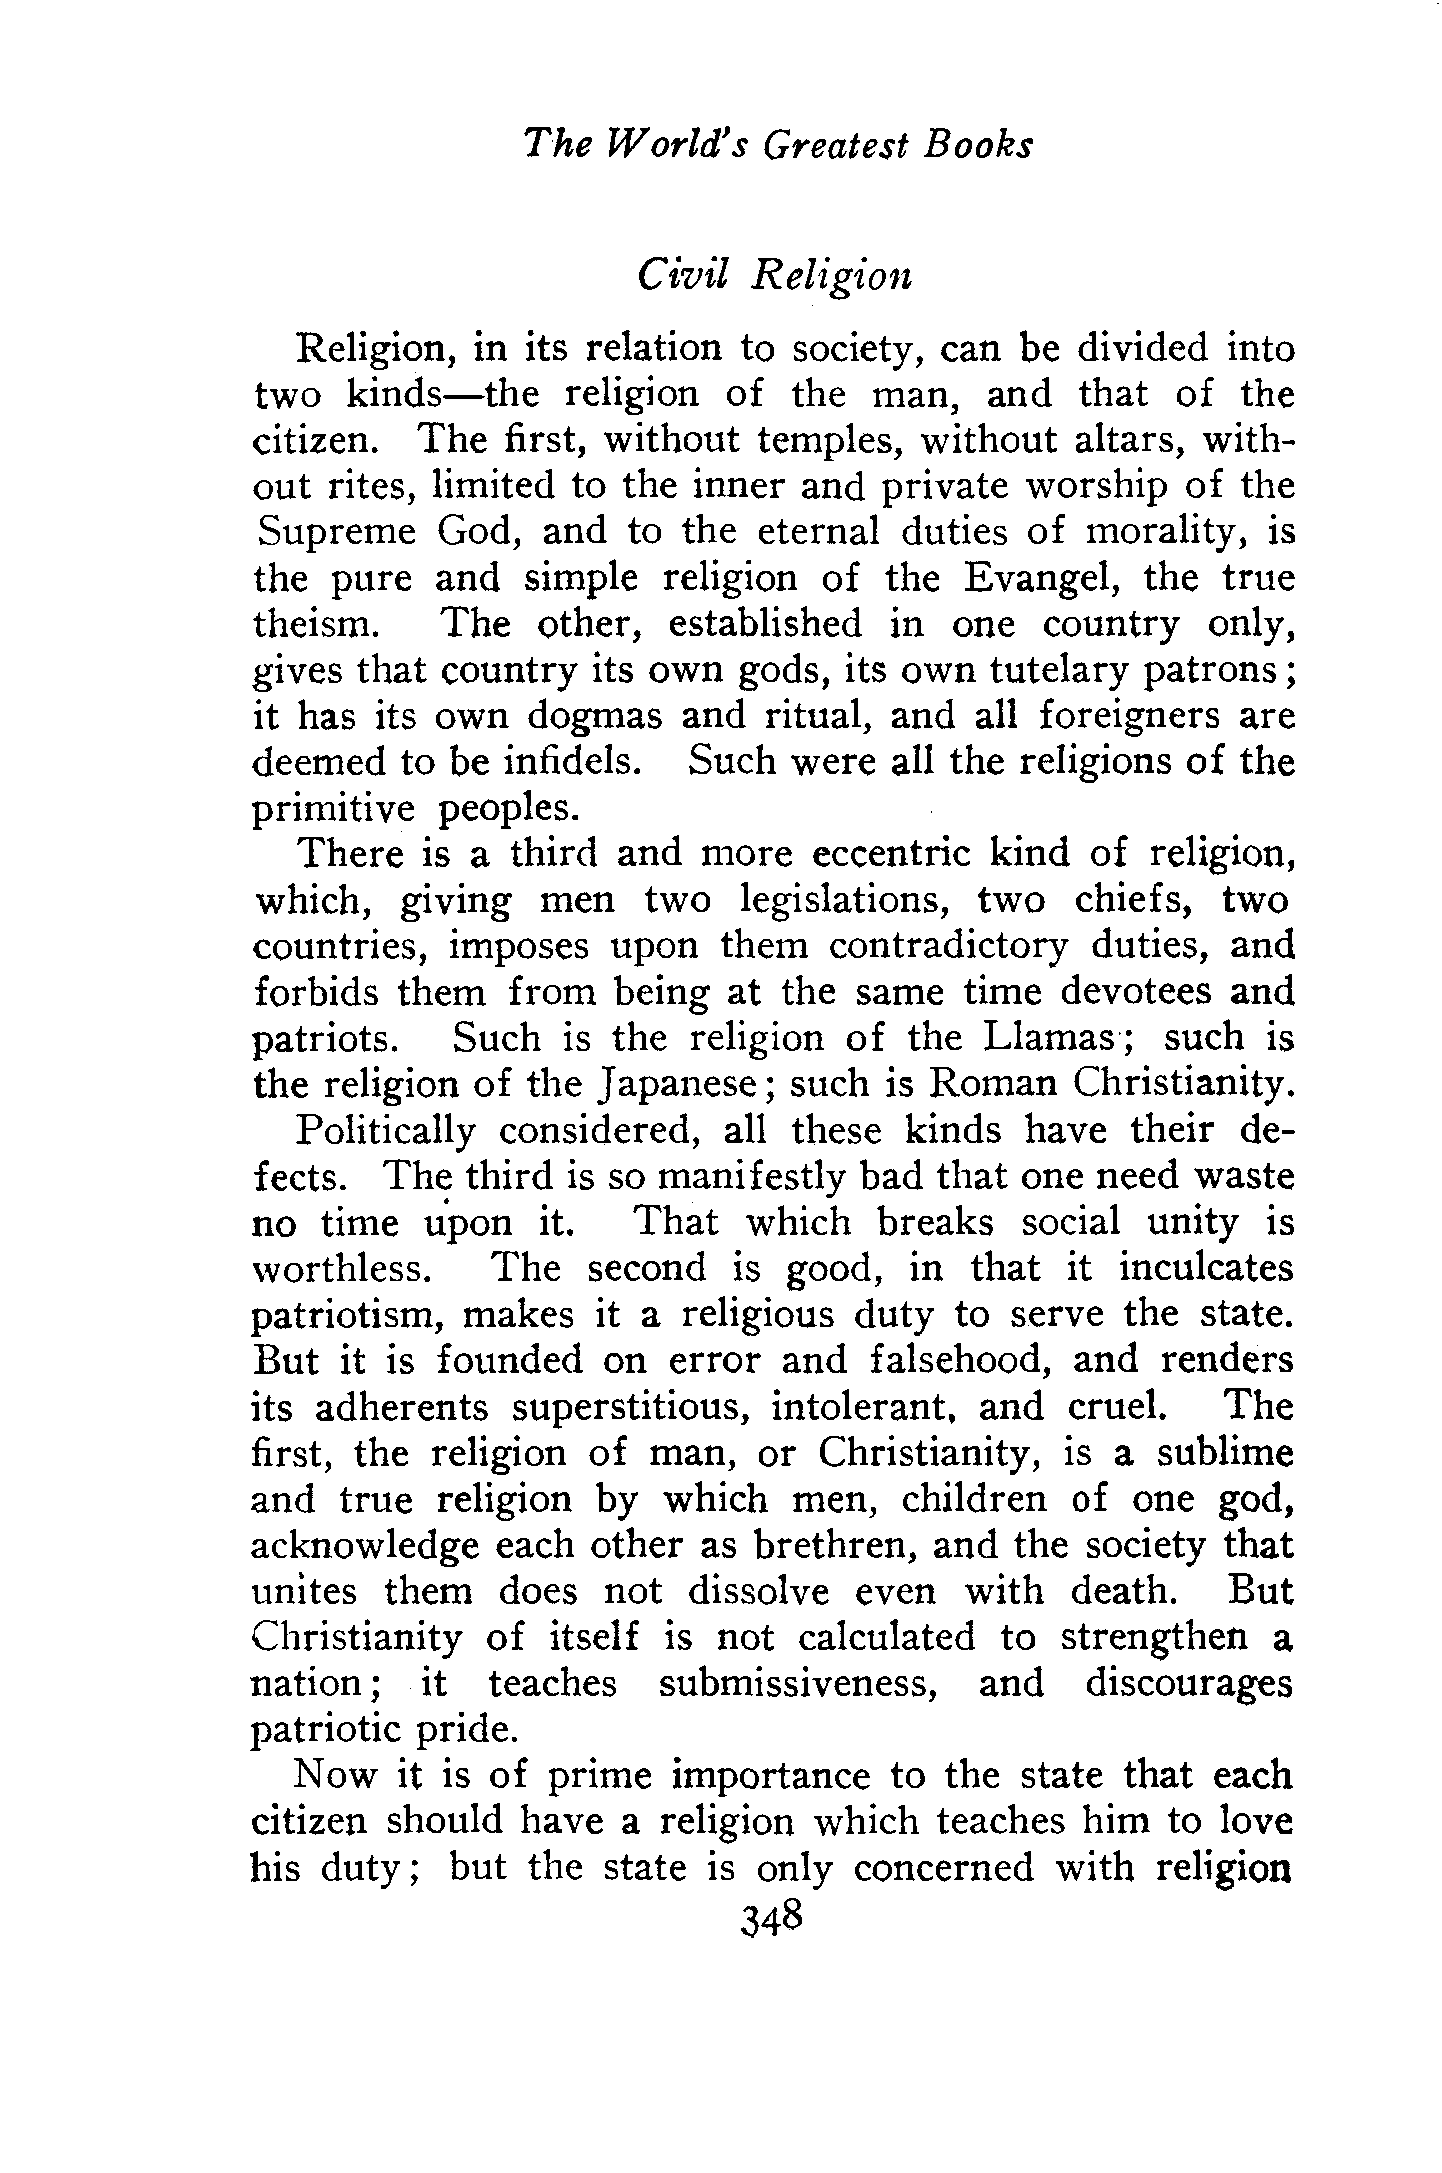 The World's Greatest Books
Civil Religion
Religion, in its relation to society, can be divided into
two kinds—the religion of the man, and that of the
citizen. The first, without temples, without altars, with-
out rites, limited to the inner and private worship of the
Supreme God, and to the eternal duties of morality, is
the pure and simple religion of the Evangel, the true
theism. The other, established in one country only,
gives that country its own gods, its own tutelary patrons;
it has its own dogmas and ritual, and all foreigners are
deemed to be infidels. Such were all the religions of the
primitive peoples.
There is a third and more eccentric kind of religion,
which, giving men two legislations, two chiefs, two
countries, imposes upon them contradictory duties, and
forbids them from being at the same time devotees and
patriots. Such is the religion of the Llamas; such is
the religion of the Japanese; such is Roman Christianity.
Politically considered, all these kinds have their de-
fects. The third is so manifestly bad that one need waste
no time upon it. That which breaks social unity is
worthless. The second is good, in that it inculcates
patriotism, makes it a religious duty to serve the state.
But it is founded on error and falsehood, and renders
its adherents superstitious, intolerant, and cruel. The
first, the religion of man, or Christianity, is a sublime
and true religion by which men, children of one god,
acknowledge each other as brethren, and the society that
unites them does not dissolve even with death. But
Christianity of itself is not calculated to strengthen a
nation; it teaches submissiveness, and discourages
patriotic pride.
Now it is of prime importance to the state that each
citizen should have a religion which teaches him to love
his duty; but the state is only concerned with religion
348